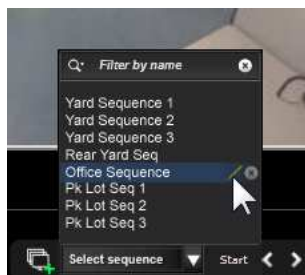 Filter by name
Yard Sequence 1
Yard Sequence 2
Yard Sequence 3
Rear Yard Seq
Office Sequence
Pk Lot Seq 1
Pk Lot Seq 2
Pk Lot Seq 3
Select sequence Start